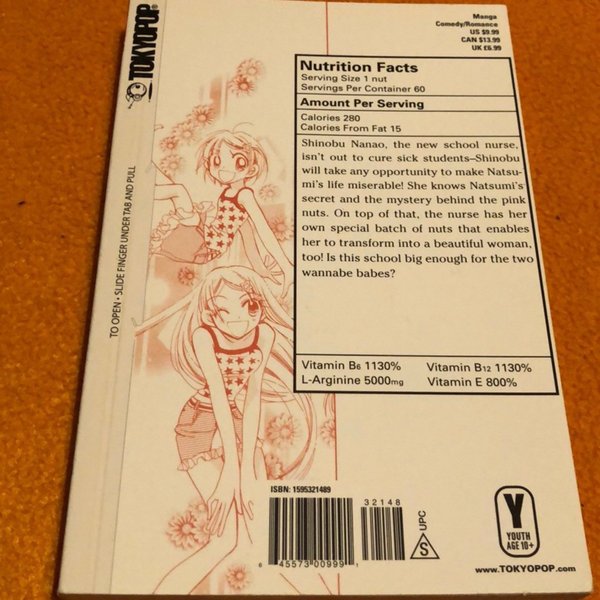 TOKYOPOP
TO OPEN • SLIDE FINGER UNDER TAB AND PULL
Manga
Comedy/Romance
US $9.99
CAN $13.99
UK £6.99
Nutrition Facts
Serving Size 1 nut
Servings Per Container 60
Amount Per Serving
Calories 280
Calories From Fat 15
Shinobu Nanao, the new school nurse,
isn't out to cure sick students–Shinobu
will take any opportunity to make Natsu-
mi's life miserable! She knows Natsumi's
secret and the mystery behind the pink
nuts. On top of that, the nurse has her
own special batch of nuts that enables
her to transform into a beautiful woman,
too! Is this school big enough for the two
wannabe babes?
Vitamin B6 1130% Vitamin B12 1130%
L-Arginine 5000mg Vitamin E 800%
ISBN: 1595321489
32148
6 45573 00999 1
UPC
S
Y
YOUTH
AGE 10+
www.TOKYOPOP.com